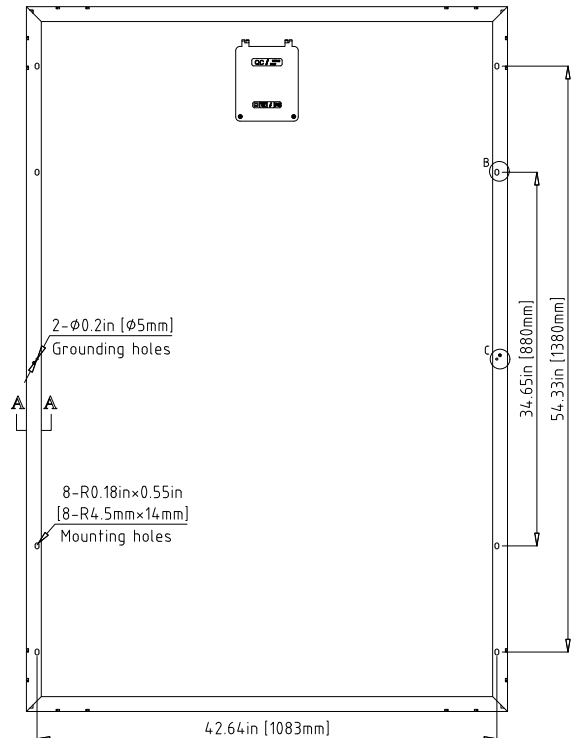 B
2-Φ0.2in [Φ5mm]
Grounding holes
C
A A
34.65in [880mm]
54.33in [1380mm]
8-R0.18in×0.55in
[8-R4.5mm×14mm]
Mounting holes
42.64in [1083mm]